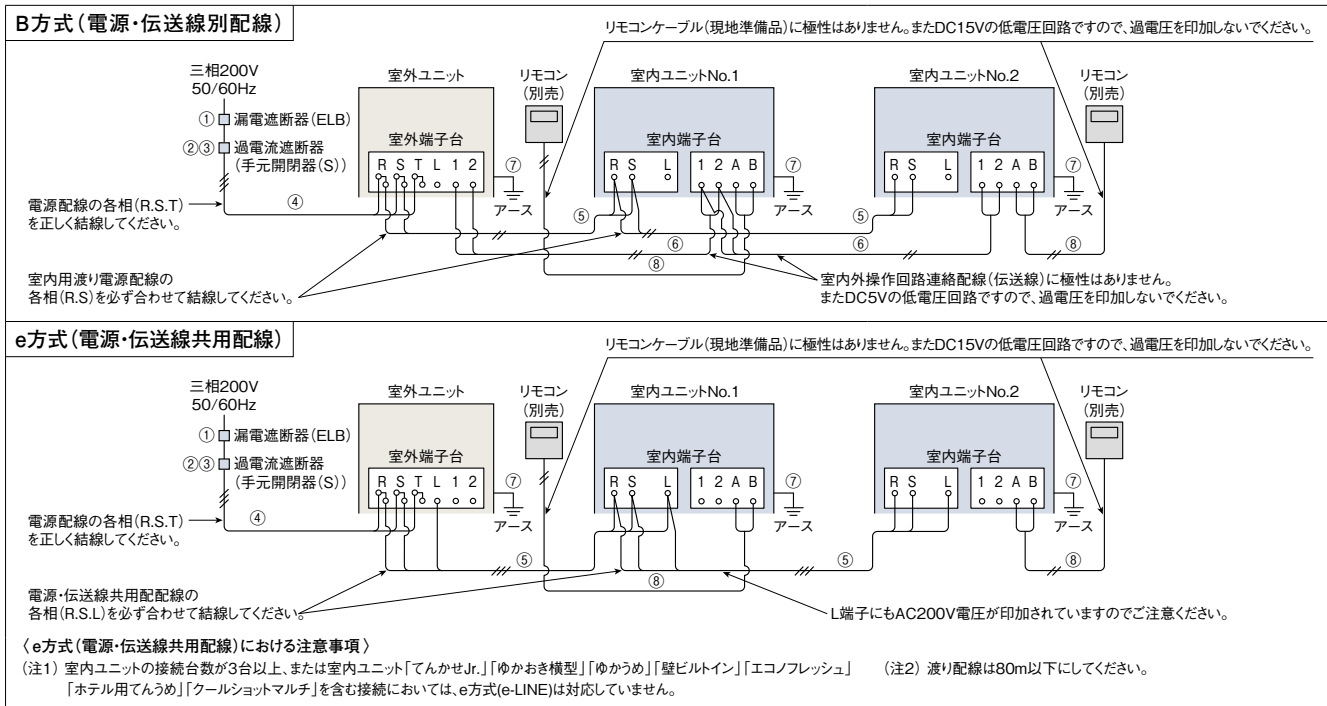 B方式(電源・伝送線別配線)
リモコンケーブル(現地準備品)に極性はありません。またDC15Vの低電圧回路ですので、過電圧を印加しないでください。
三相200V
50/60Hz
① 漏電遮断器(ELB)
②③ 過電流遮断器
(手元開閉器(S))
電源配線の各相(R.S.T)
を正しく結線してください。
④
室外ユニット
室外端子台
R S T L 1 2
⑦
アース
リモコン
(別売)
室内ユニットNo.1
室内端子台
R S L
1 2 A B
⑦
アース
室内ユニットNo.2
室内端子台
R S L
1 2 A B
⑦
アース
リモコン
(別売)
⑤
⑤
⑥
⑥
⑧
⑧
室内用渡り電源配線の
各相(R.S)を必ず合わせて結線してください。
室内外操作回路連絡配線(伝送線)に極性はありません。
またDC5Vの低電圧回路ですので、過電圧を印加しないでください。
e方式(電源・伝送線共用配線)
リモコンケーブル(現地準備品)に極性はありません。またDC15Vの低電圧回路ですので、過電圧を印加しないでください。
三相200V
50/60Hz
① 漏電遮断器(ELB)
②③ 過電流遮断器
(手元開閉器(S))
電源配線の各相(R.S.T)
を正しく結線してください。
④
室外ユニット
室外端子台
R S T L 1 2
⑦
アース
リモコン
(別売)
室内ユニットNo.1
室内端子台
R S L
1 2 A B
⑦
アース
室内ユニットNo.2
室内端子台
R S L
1 2 A B
⑦
アース
リモコン
(別売)
⑤
⑤
⑧
⑧
電源・伝送線共用配配線の
各相(R.S.L)を必ず合わせて結線してください。
L端子にもAC200V電圧が印加されていますのでご注意ください。
〈e方式(電源・伝送線共用配線)における注意事項〉
(注1) 室内ユニットの接続台数が3台以上、または室内ユニット「てんかせJr.」「ゆかおき横型」「ゆかうめ」「壁ビルトイン」「エコノフレッシュ」
「ホテル用てんうめ」「クールショットマルチ」を含む接続においては、e方式(e-LINE)は対応していません。
(注2) 渡り配線は80m以下にしてください。